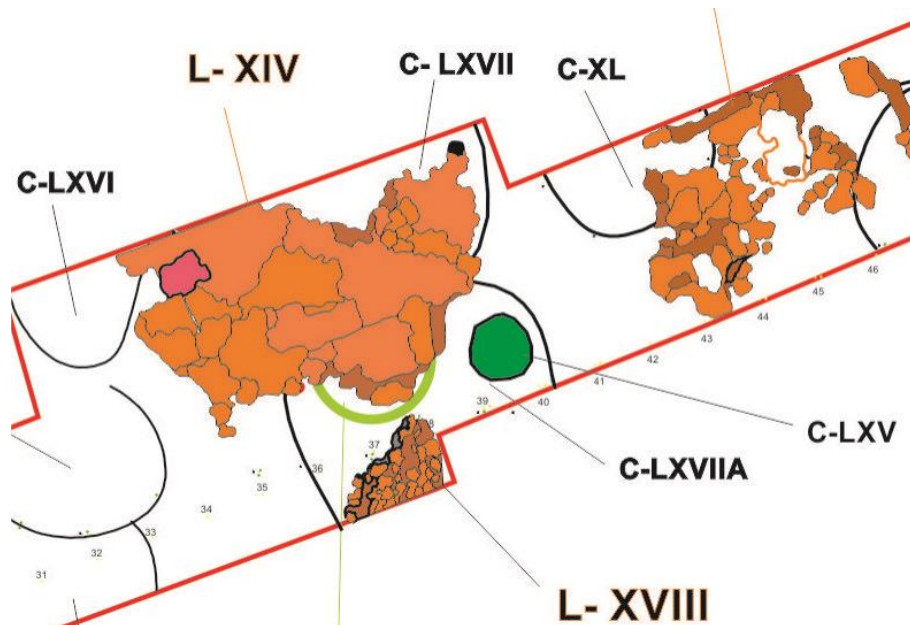 L- XIV
C- LXVII
C-XL
C-LXVI
46
45
44
43
42
41
40
39
C-LXV
C-LXVIIA
37
36
35
34
33
32
31
L- XVIII